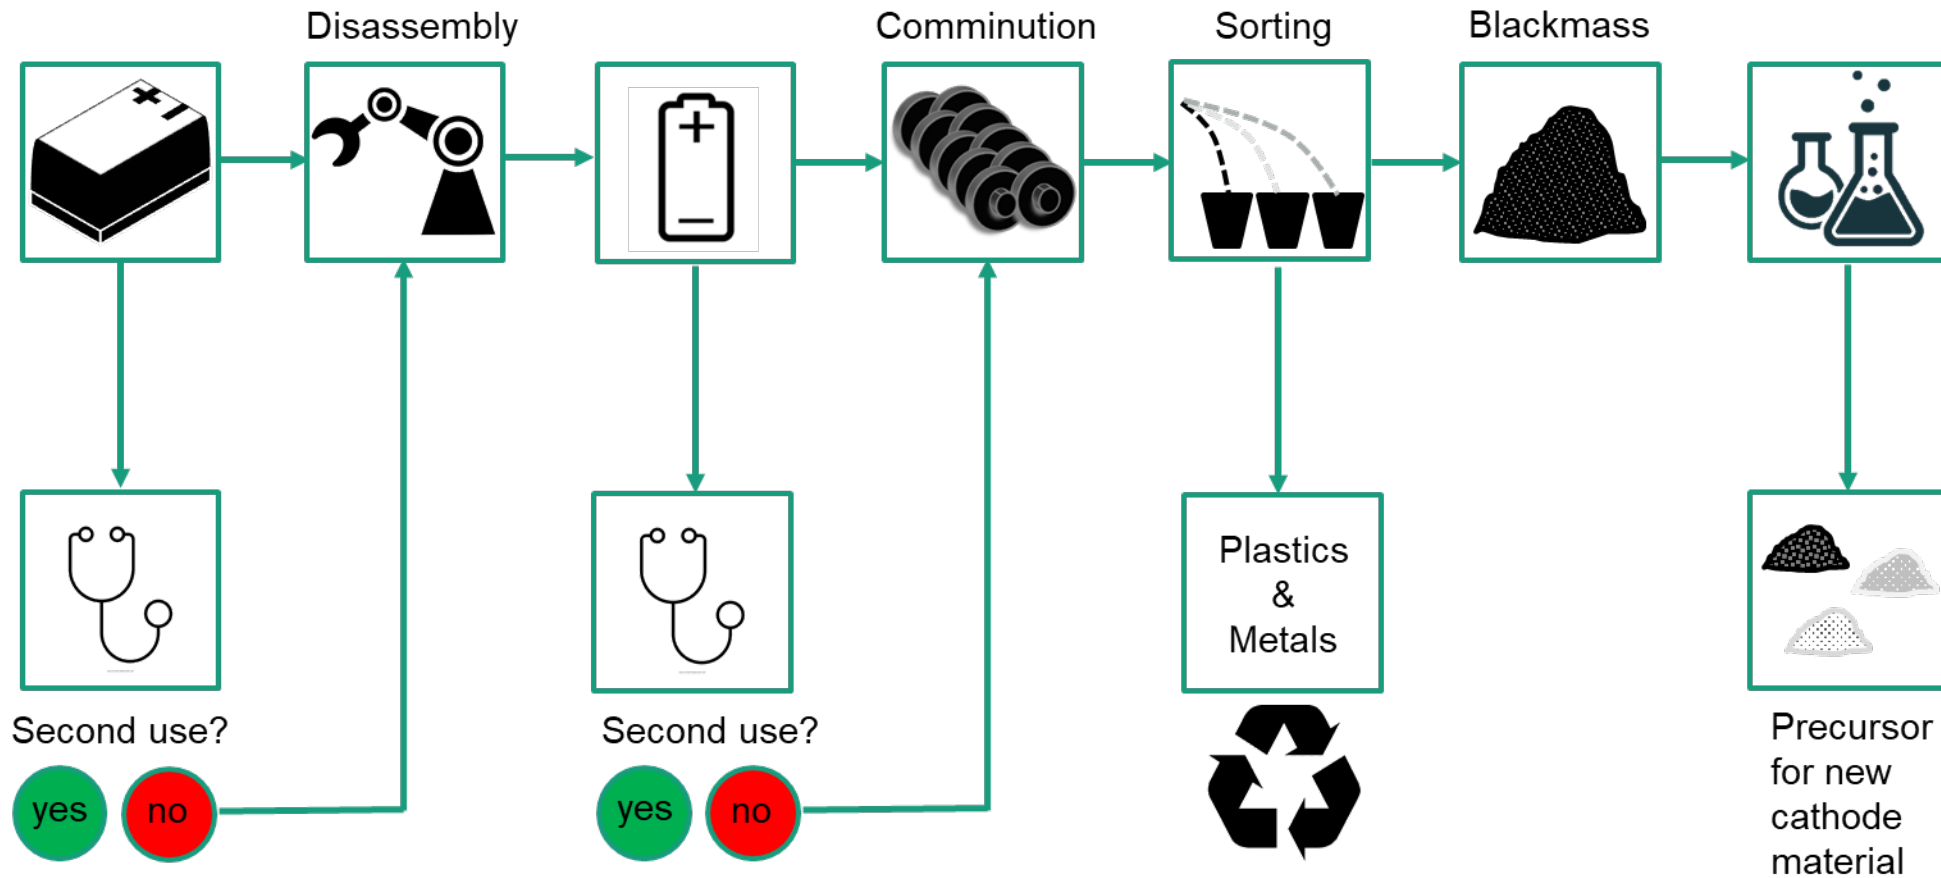 Disassembly
Comminution
Sorting
Blackmass
Plastics
&
Metals
Second use?
yes
no
Second use?
yes
no
Precursor
for new
cathode
material